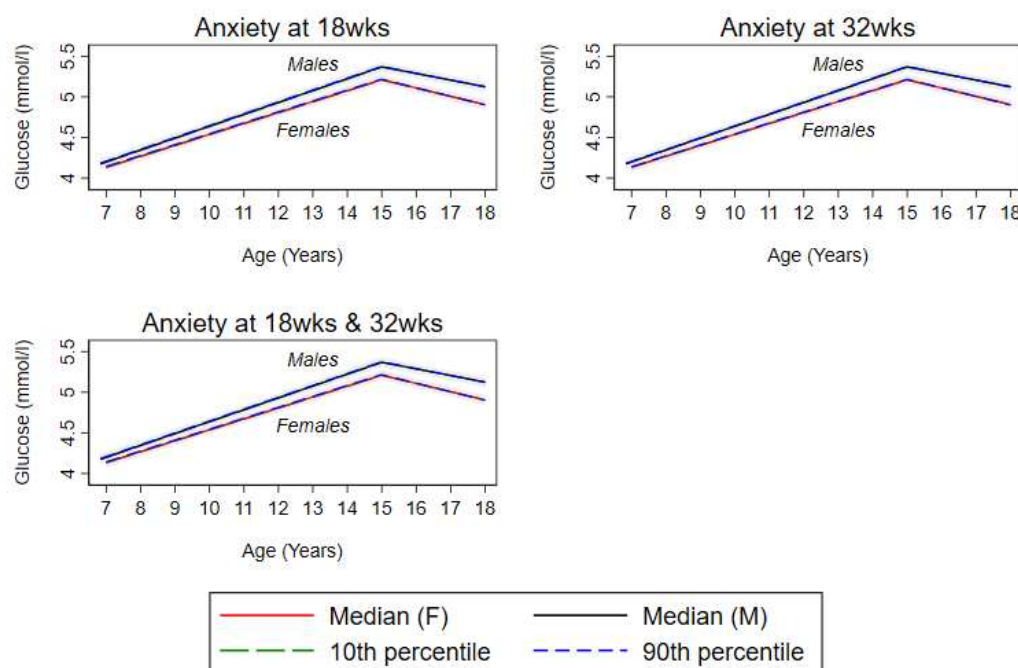 Anxiety at 18wks
Glucose (mmol/l)
5.5
5
4.5
4
Males
Females
7 8 9 10 11 12 13 14 15 16 17 18
Age (Years)
Anxiety at 32wks
Glucose (mmol/l)
5.5
5
4.5
4
Males
Females
7 8 9 10 11 12 13 14 15 16 17 18
Age (Years)
Anxiety at 18wks & 32wks
Glucose (mmol/l)
5.5
5
4.5
4
Males
Females
7 8 9 10 11 12 13 14 15 16 17 18
Age (Years)
Median (F) Median (M)
10th percentile 90th percentile